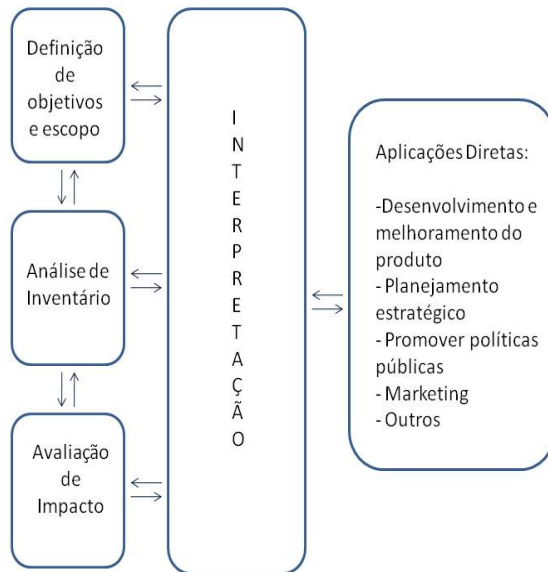 Definição
de
objetivos
e escopo
Análise de
Inventário
Avaliação
de
Impacto
I
N
T
E
R
P
R
E
T
A
Ç
Ã
O
Aplicações Diretas:
-Desenvolvimento e
melhoramento do
produto
- Planejamento
estratégico
- Promover políticas
públicas
- Marketing
- Outros